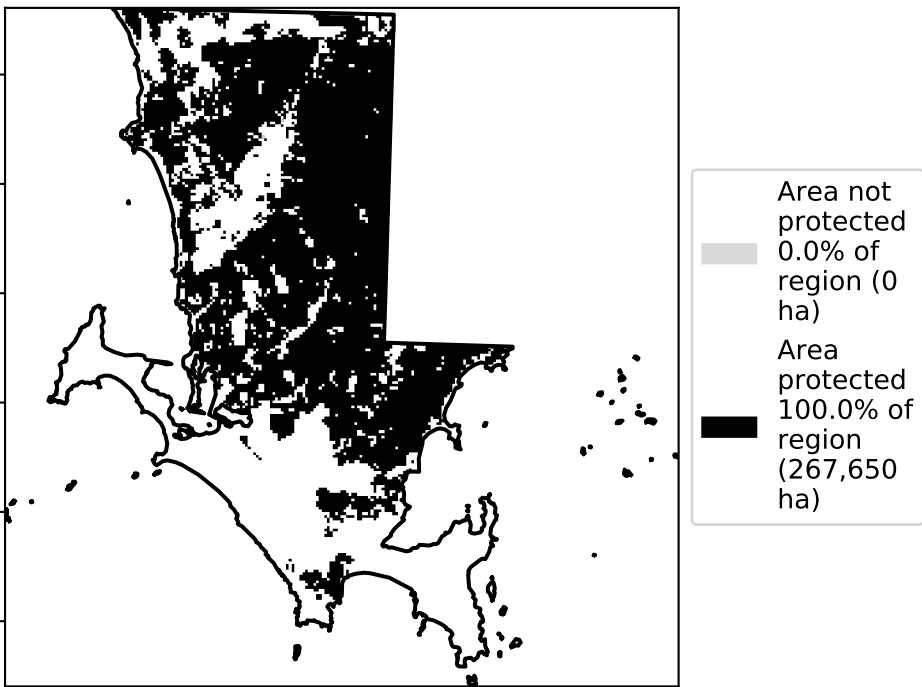 Area not
protected
0.0% of
region (0
ha)
Area
protected
100.0% of
region
(267,650
ha)